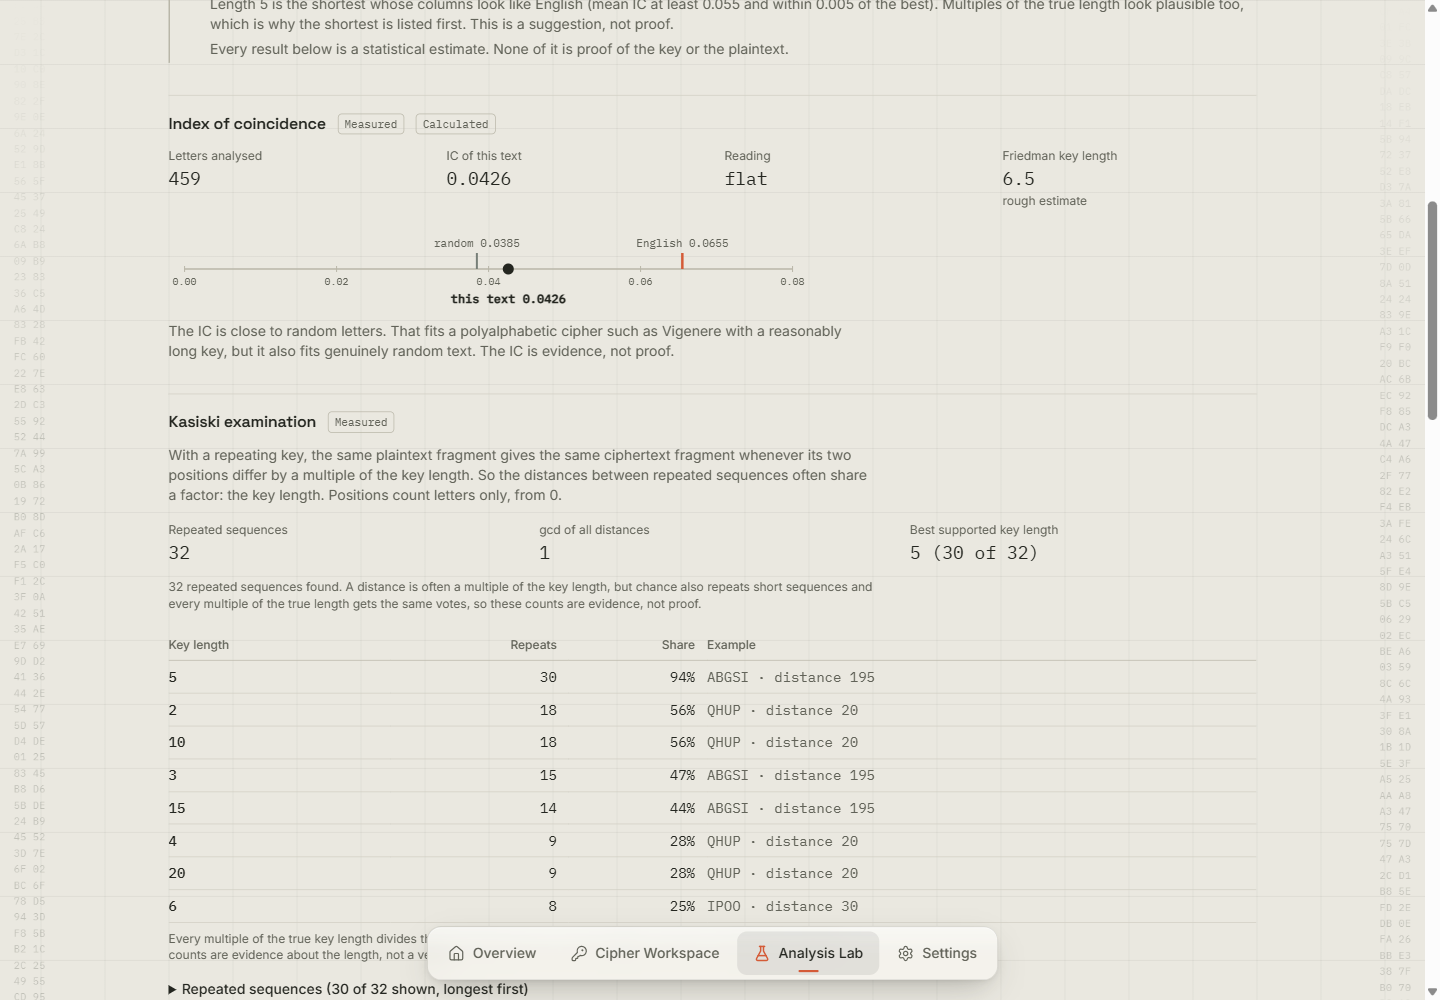 Length 5 is the shortest whose columns look like English (mean IC at least 0.055 and within 0.005 of the best). Multiples of the true length look plausible too,
which is why the shortest is listed first. This is a suggestion, not proof.
Every result below is a statistical estimate. None of it is proof of the key or the plaintext.
Index of coincidence Measured Calculated
Letters analysed IC of this text Reading Friedman key length
459 0.0426 flat 6.5
rough estimate
random 0.0385 English 0.0655
0.00 0.02 0.04 0.06 0.08
this text 0.0426
The IC is close to random letters. That fits a polyalphabetic cipher such as Vigenere with a reasonably
long key, but it also fits genuinely random text. The IC is evidence, not proof.
Kasiski examination Measured
With a repeating key, the same plaintext fragment gives the same ciphertext fragment whenever its two
positions differ by a multiple of the key length. So the distances between repeated sequences often share
a factor: the key length. Positions count letters only, from 0.
Repeated sequences gcd of all distances Best supported key length
32 1 5 (30 of 32)
32 repeated sequences found. A distance is often a multiple of the key length, but chance also repeats short sequences and
every multiple of the true length gets the same votes, so these counts are evidence, not proof.
Key length Repeats Share Example
5 30 94% ABGSI · distance 195
2 18 56% QHUP · distance 20
10 18 56% QHUP · distance 20
3 15 47% ABGSI · distance 195
15 14 44% ABGSI · distance 195
4 9 28% QHUP · distance 20
20 9 28% QHUP · distance 20
6 8 25% IPOO · distance 30
Every multiple of the true key length divides
counts are evidence about the length, not a
Overview Cipher Workspace Analysis Lab Settings
Repeated sequences (30 of 32 shown, longest first)